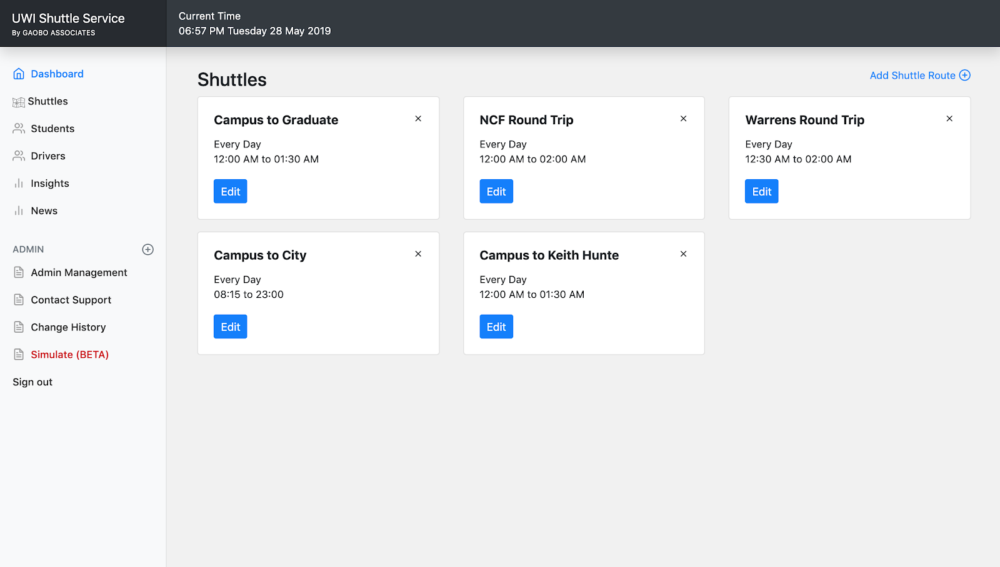 UWI Shuttle Service
By GAOBO ASSOCIATES
Current Time
06:57 PM Tuesday 28 May 2019
Dashboard
Shuttles
Students
Drivers
Insights
News
ADMIN
Admin Management
Contact Support
Change History
Simulate (BETA)
Sign out
Shuttles
Add Shuttle Route
Campus to Graduate
Every Day
12:00 AM to 01:30 AM
Edit
NCF Round Trip
Every Day
12:00 AM to 02:00 AM
Edit
Warrens Round Trip
Every Day
12:30 AM to 02:00 AM
Edit
Campus to City
Every Day
08:15 to 23:00
Edit
Campus to Keith Hunte
Every Day
12:00 AM to 01:30 AM
Edit